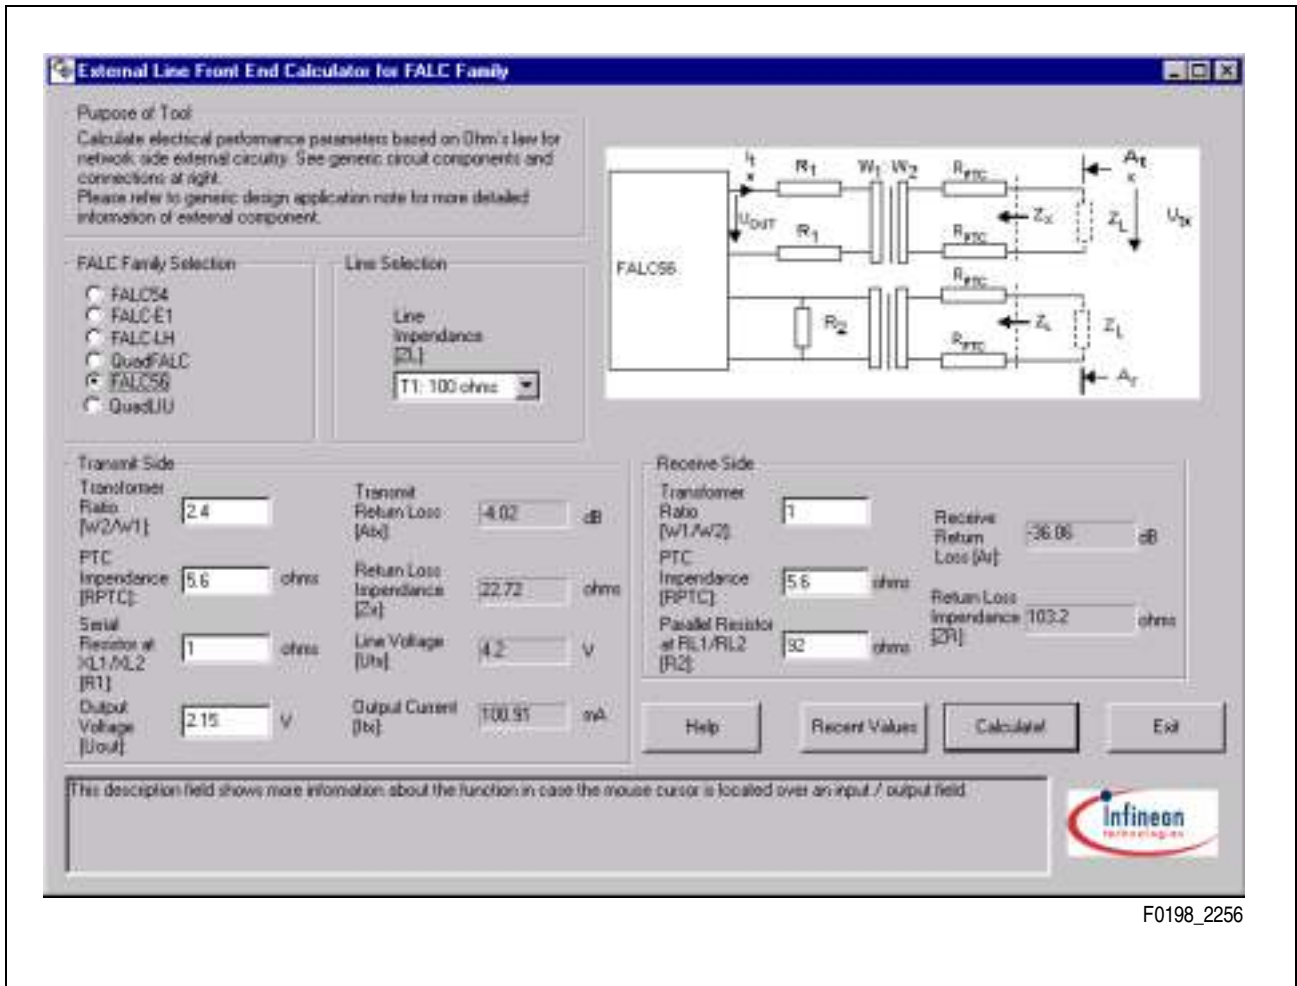 External Line Front End Calculator for FALC Family
Purpose of Tool
Calculate electrical performance parameters based on Ohm's law for
network side external circuitry. See generic circuit components and
connections at right.
Please refer to generic design application note for more detailed
information of external component.
FALC Family Selection
FALC54
FALC-E1
FALC-LH
QuadFALC
FALC56
QuadLIU
Line Selection
Line
Impendance
[ZL]:
T1: 100 ohms
FALC56
It
x
UOUT
R1
R1
W1 W2
RPTC
RPTC
ZX
ZL
At
x
Utx
R2
RPTC
RPTC
ZL
Ar
Transmit Side
Transformer
Ratio
[W2/W1]:
2.4
PTC
Impendance
[RPTC]:
5.6
ohms
Serial
Resistor at
XL1/XL2
[R1]:
1
ohms
Output
Voltage
[Uout]:
2.15
V
Transmit
Return Loss
[Atx]:
-4.02
dB
Return Loss
Impendance
[Zx]:
22.72
ohms
Line Voltage
[Utx]:
4.2
V
Output Current
[Itx]:
100.91
mA
Receive Side
Transformer
Ratio
[W1/W2]:
1
PTC
Impendance
[RPTC]:
5.6
ohms
Parallel Resistor
at RL1/RL2
[R2]:
92
ohms
Receive
Return
Loss [Ar]:
-36.06
dB
Return Loss
Impendance
[ZR]:
103.2
ohms
Help
Recent Values
Calculate!
Exit
This description field shows more information about the function in case the mouse cursor is located over an input / output field.
Infineon
technologies
F0198_2256